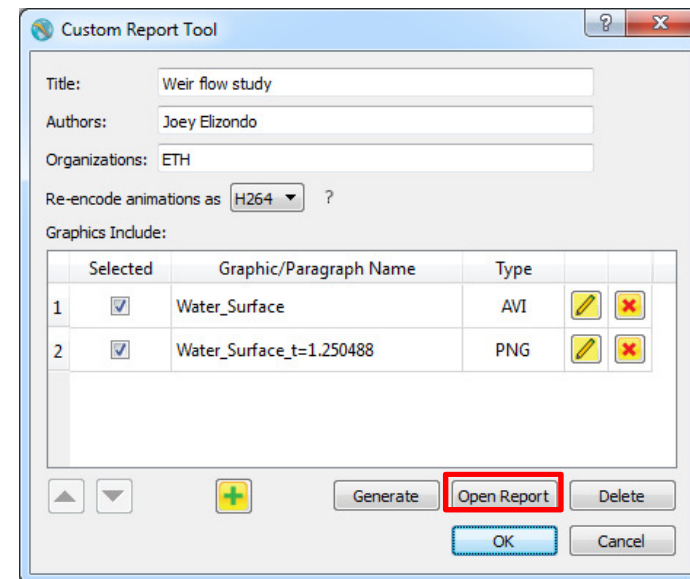 Custom Report Tool ? X
Title: Weir flow study
Authors: Joey Elizondo
Organizations: ETH
Re-encode animations as H264 ?
Graphics Include:
Selected Graphic/Paragraph Name Type
1 Water_Surface AVI
2 Water_Surface_t=1.250488 PNG
Generate Open Report Delete
OK Cancel